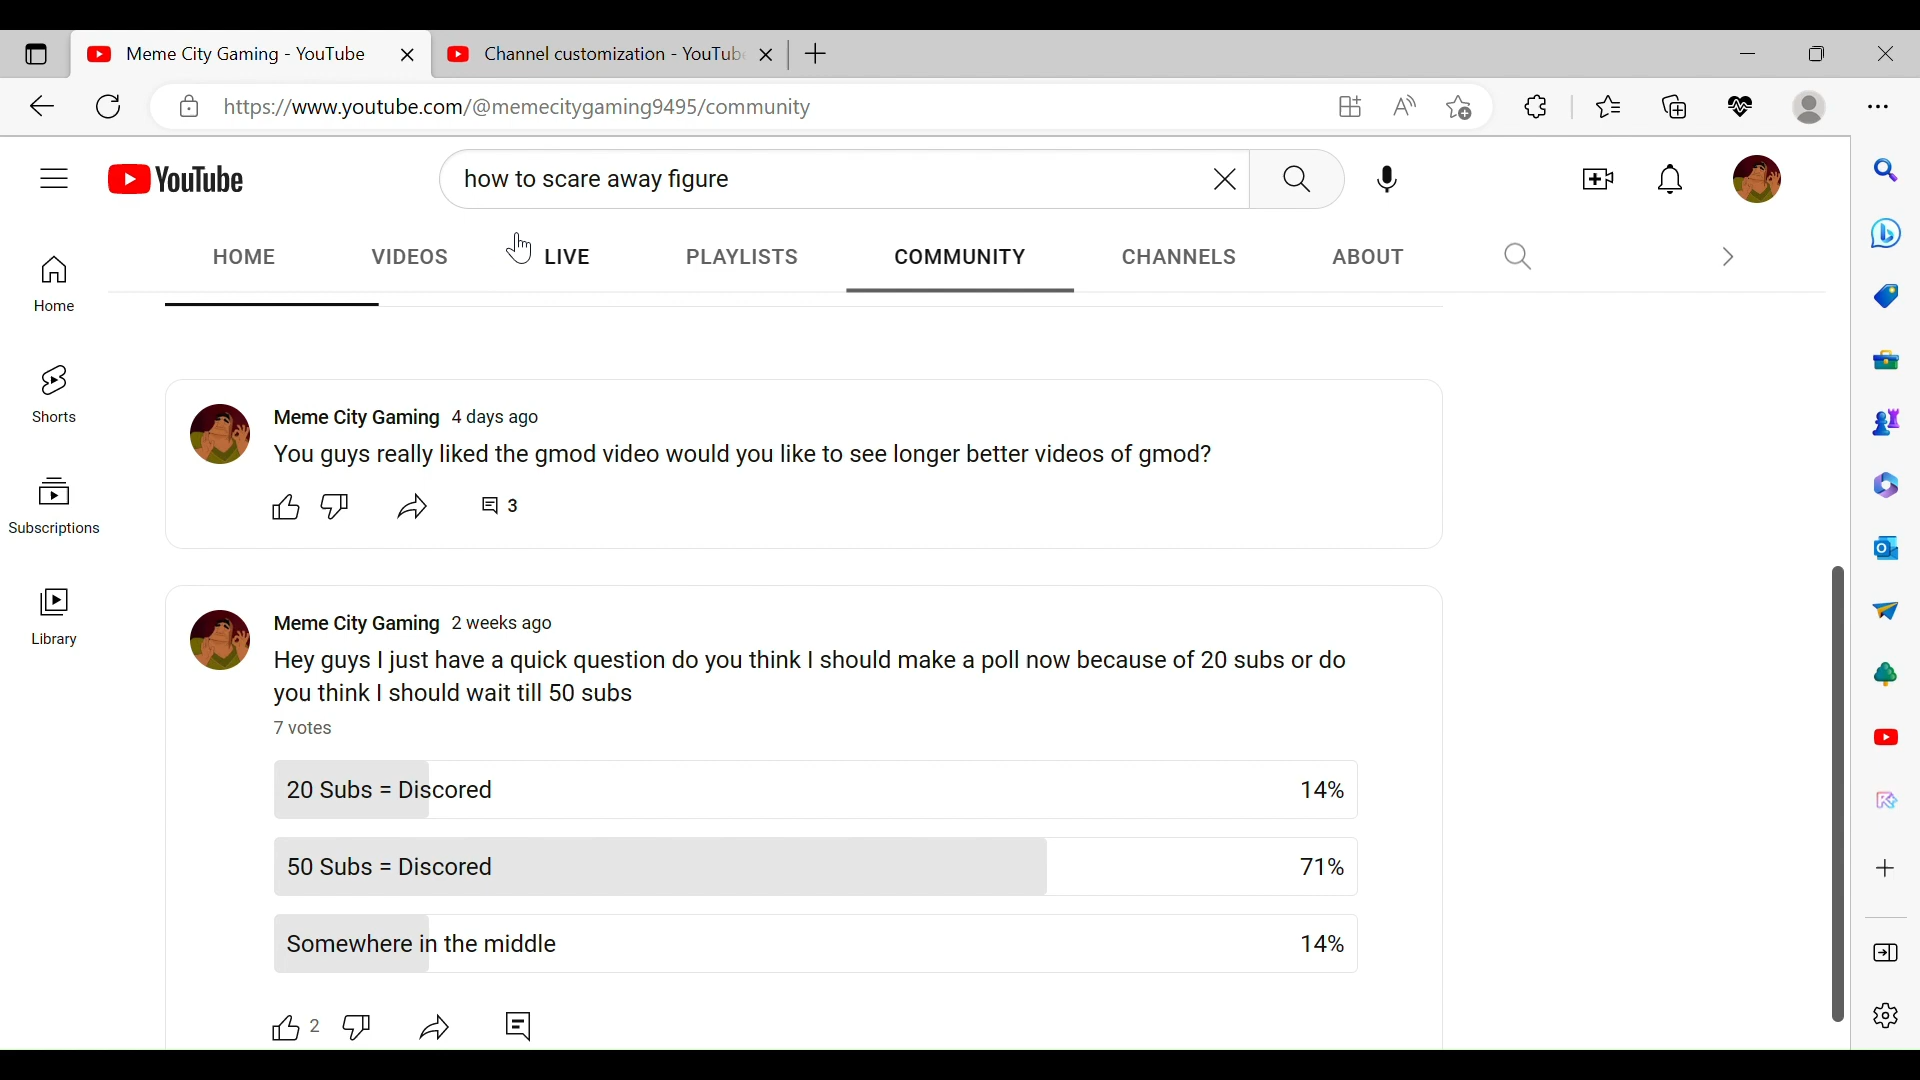 Meme City Gaming - YouTube
Channel customization - YouTub
https://www.youtube.com/@memecitygaming9495/community
YouTube
how to scare away figure
HOME VIDEOS LIVE PLAYLISTS COMMUNITY CHANNELS ABOUT
Home
Shorts
Subscriptions
Library
Meme City Gaming 4 days ago
You guys really liked the gmod video would you like to see longer better videos of gmod?
3
Meme City Gaming 2 weeks ago
Hey guys I just have a quick question do you think I should make a poll now because of 20 subs or do
you think I should wait till 50 subs
7 votes
20 Subs = Discored 14%
50 Subs = Discored 71%
Somewhere in the middle 14%
2